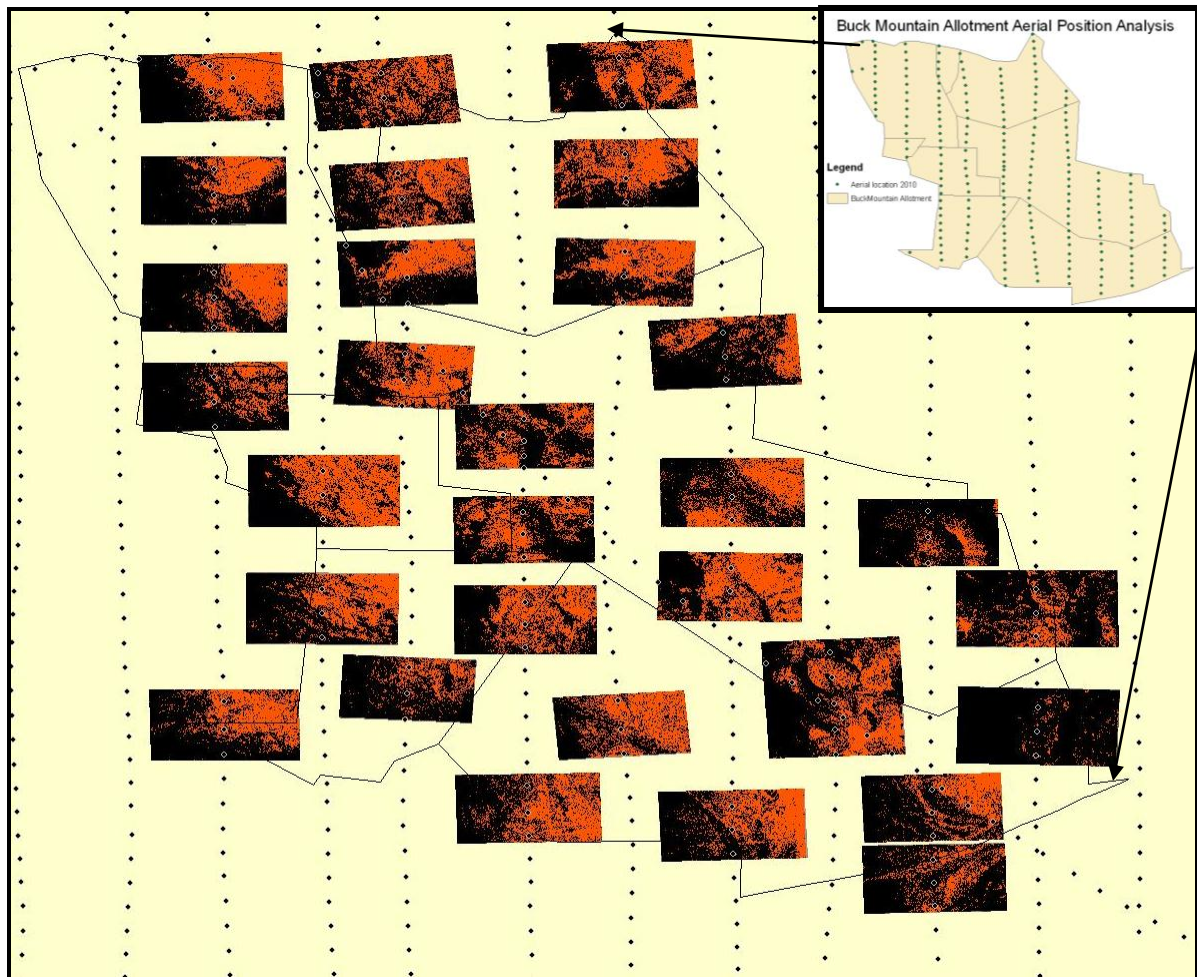 Buck Mountain Allotment Aerial Position Analysis
Legend
Aerial location 2010
BuckMountain Allotment